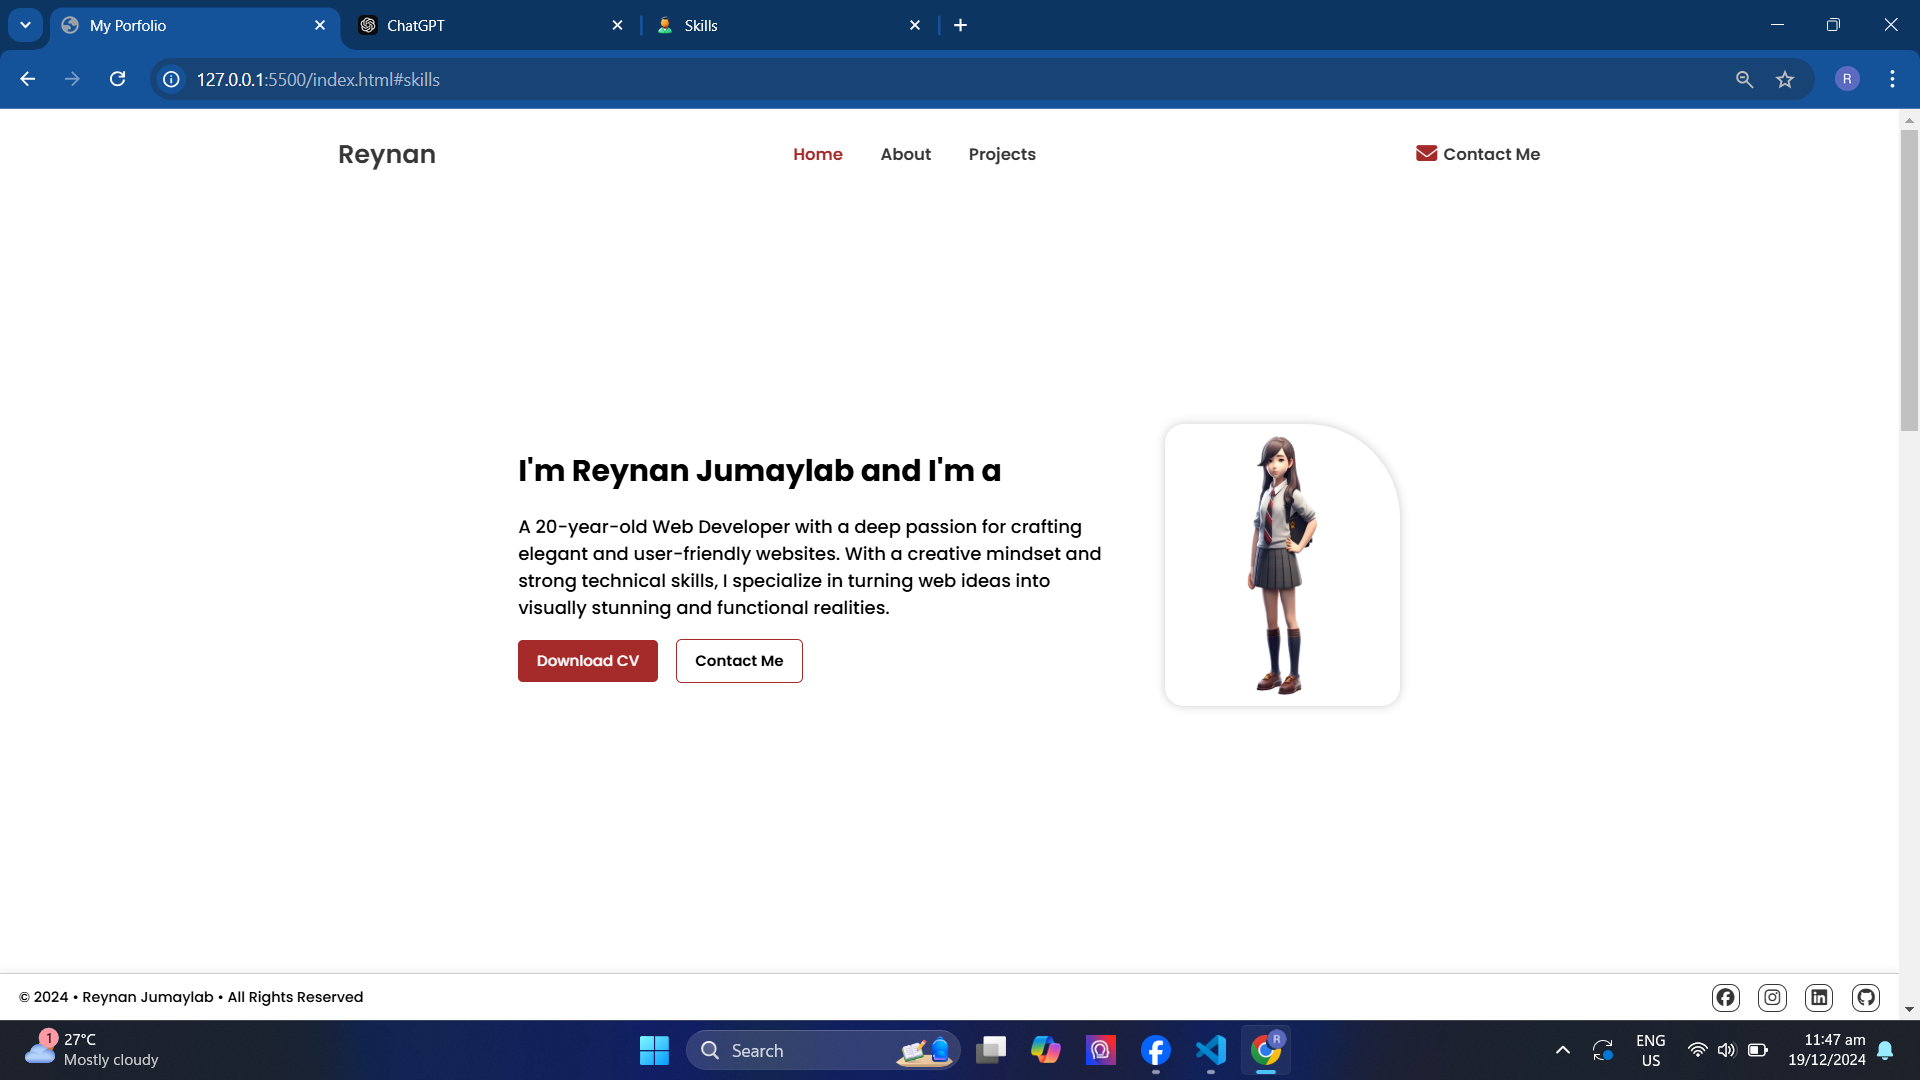 My Porfolio
ChatGPT
Skills
127.0.0.1:5500/index.html#skills
R
Reynan
Home
About
Projects
Contact Me
I'm Reynan Jumaylab and I'm a
A 20-year-old Web Developer with a deep passion for crafting
elegant and user-friendly websites. With a creative mindset and
strong technical skills, I specialize in turning web ideas into
visually stunning and functional realities.
Download CV
Contact Me
© 2024 • Reynan Jumaylab • All Rights Reserved
in
1
27°C
Mostly cloudy
Search
R
ENG
US
11:47 am
19/12/2024